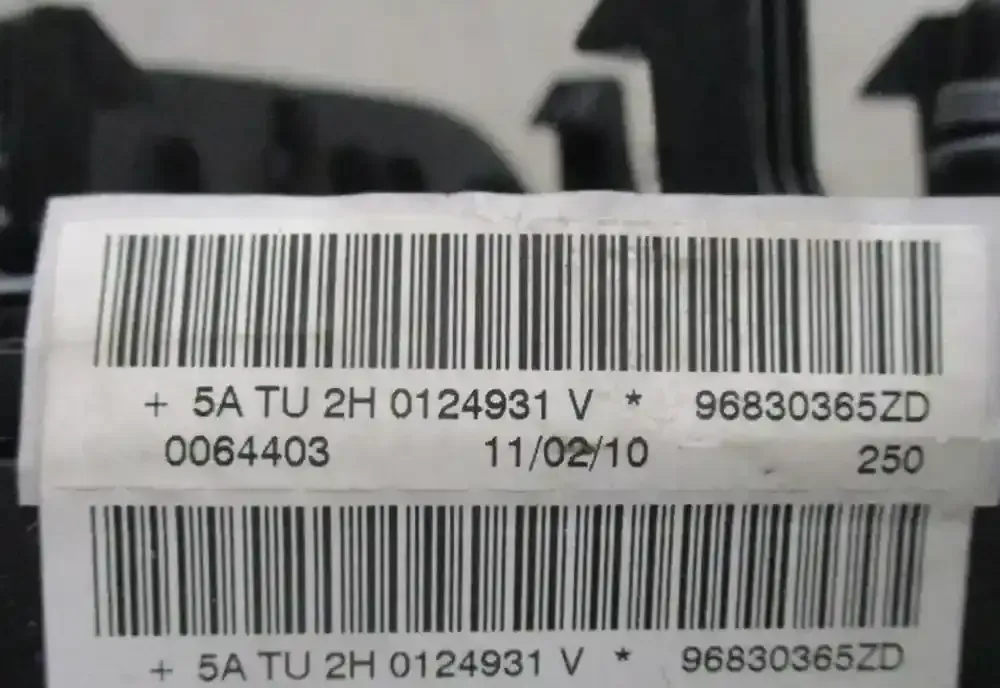 + 5A TU 2H 0124931 V * 96830365ZD
0064403 11/02/10 250
+ 5A TU 2H 0124931 V * 96830365ZD